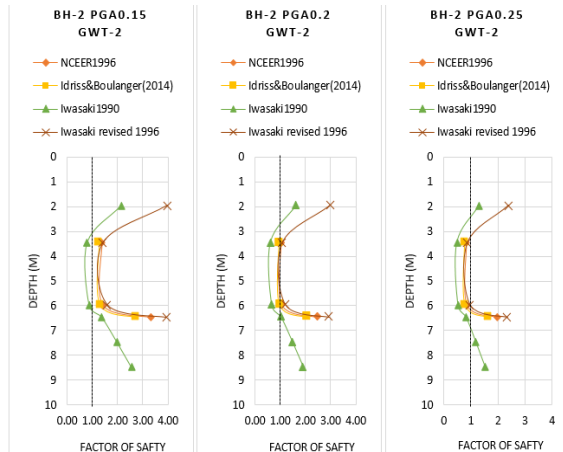 BH-2 PGA0.15
GWT-2
NCEER1996
Idriss&Boulanger(2014)
Iwasaki1990
Iwasaki revised 1996
0
1
2
3
4
5
6
7
8
9
10
DEPTH (M)
0.00 1.00 2.00 3.00 4.00
FACTOR OF SAFTY
BH-2 PGA0.2
GWT-2
NCEER1996
Idriss&Boulanger(2014)
Iwasaki1990
Iwasaki revised 1996
0
1
2
3
4
5
6
7
8
9
10
DEPTH (M)
0.00 1.00 2.00 3.00 4.00
FACTOR OF SAFTY
BH-2 PGA0.25
GWT-2
NCEER1996
Idriss&Boulanger(2014)
Iwasaki1990
Iwasaki revised 1996
0
1
2
3
4
5
6
7
8
9
10
DEPTH (M)
0 1 2 3 4
FACTOR OF SAFTY